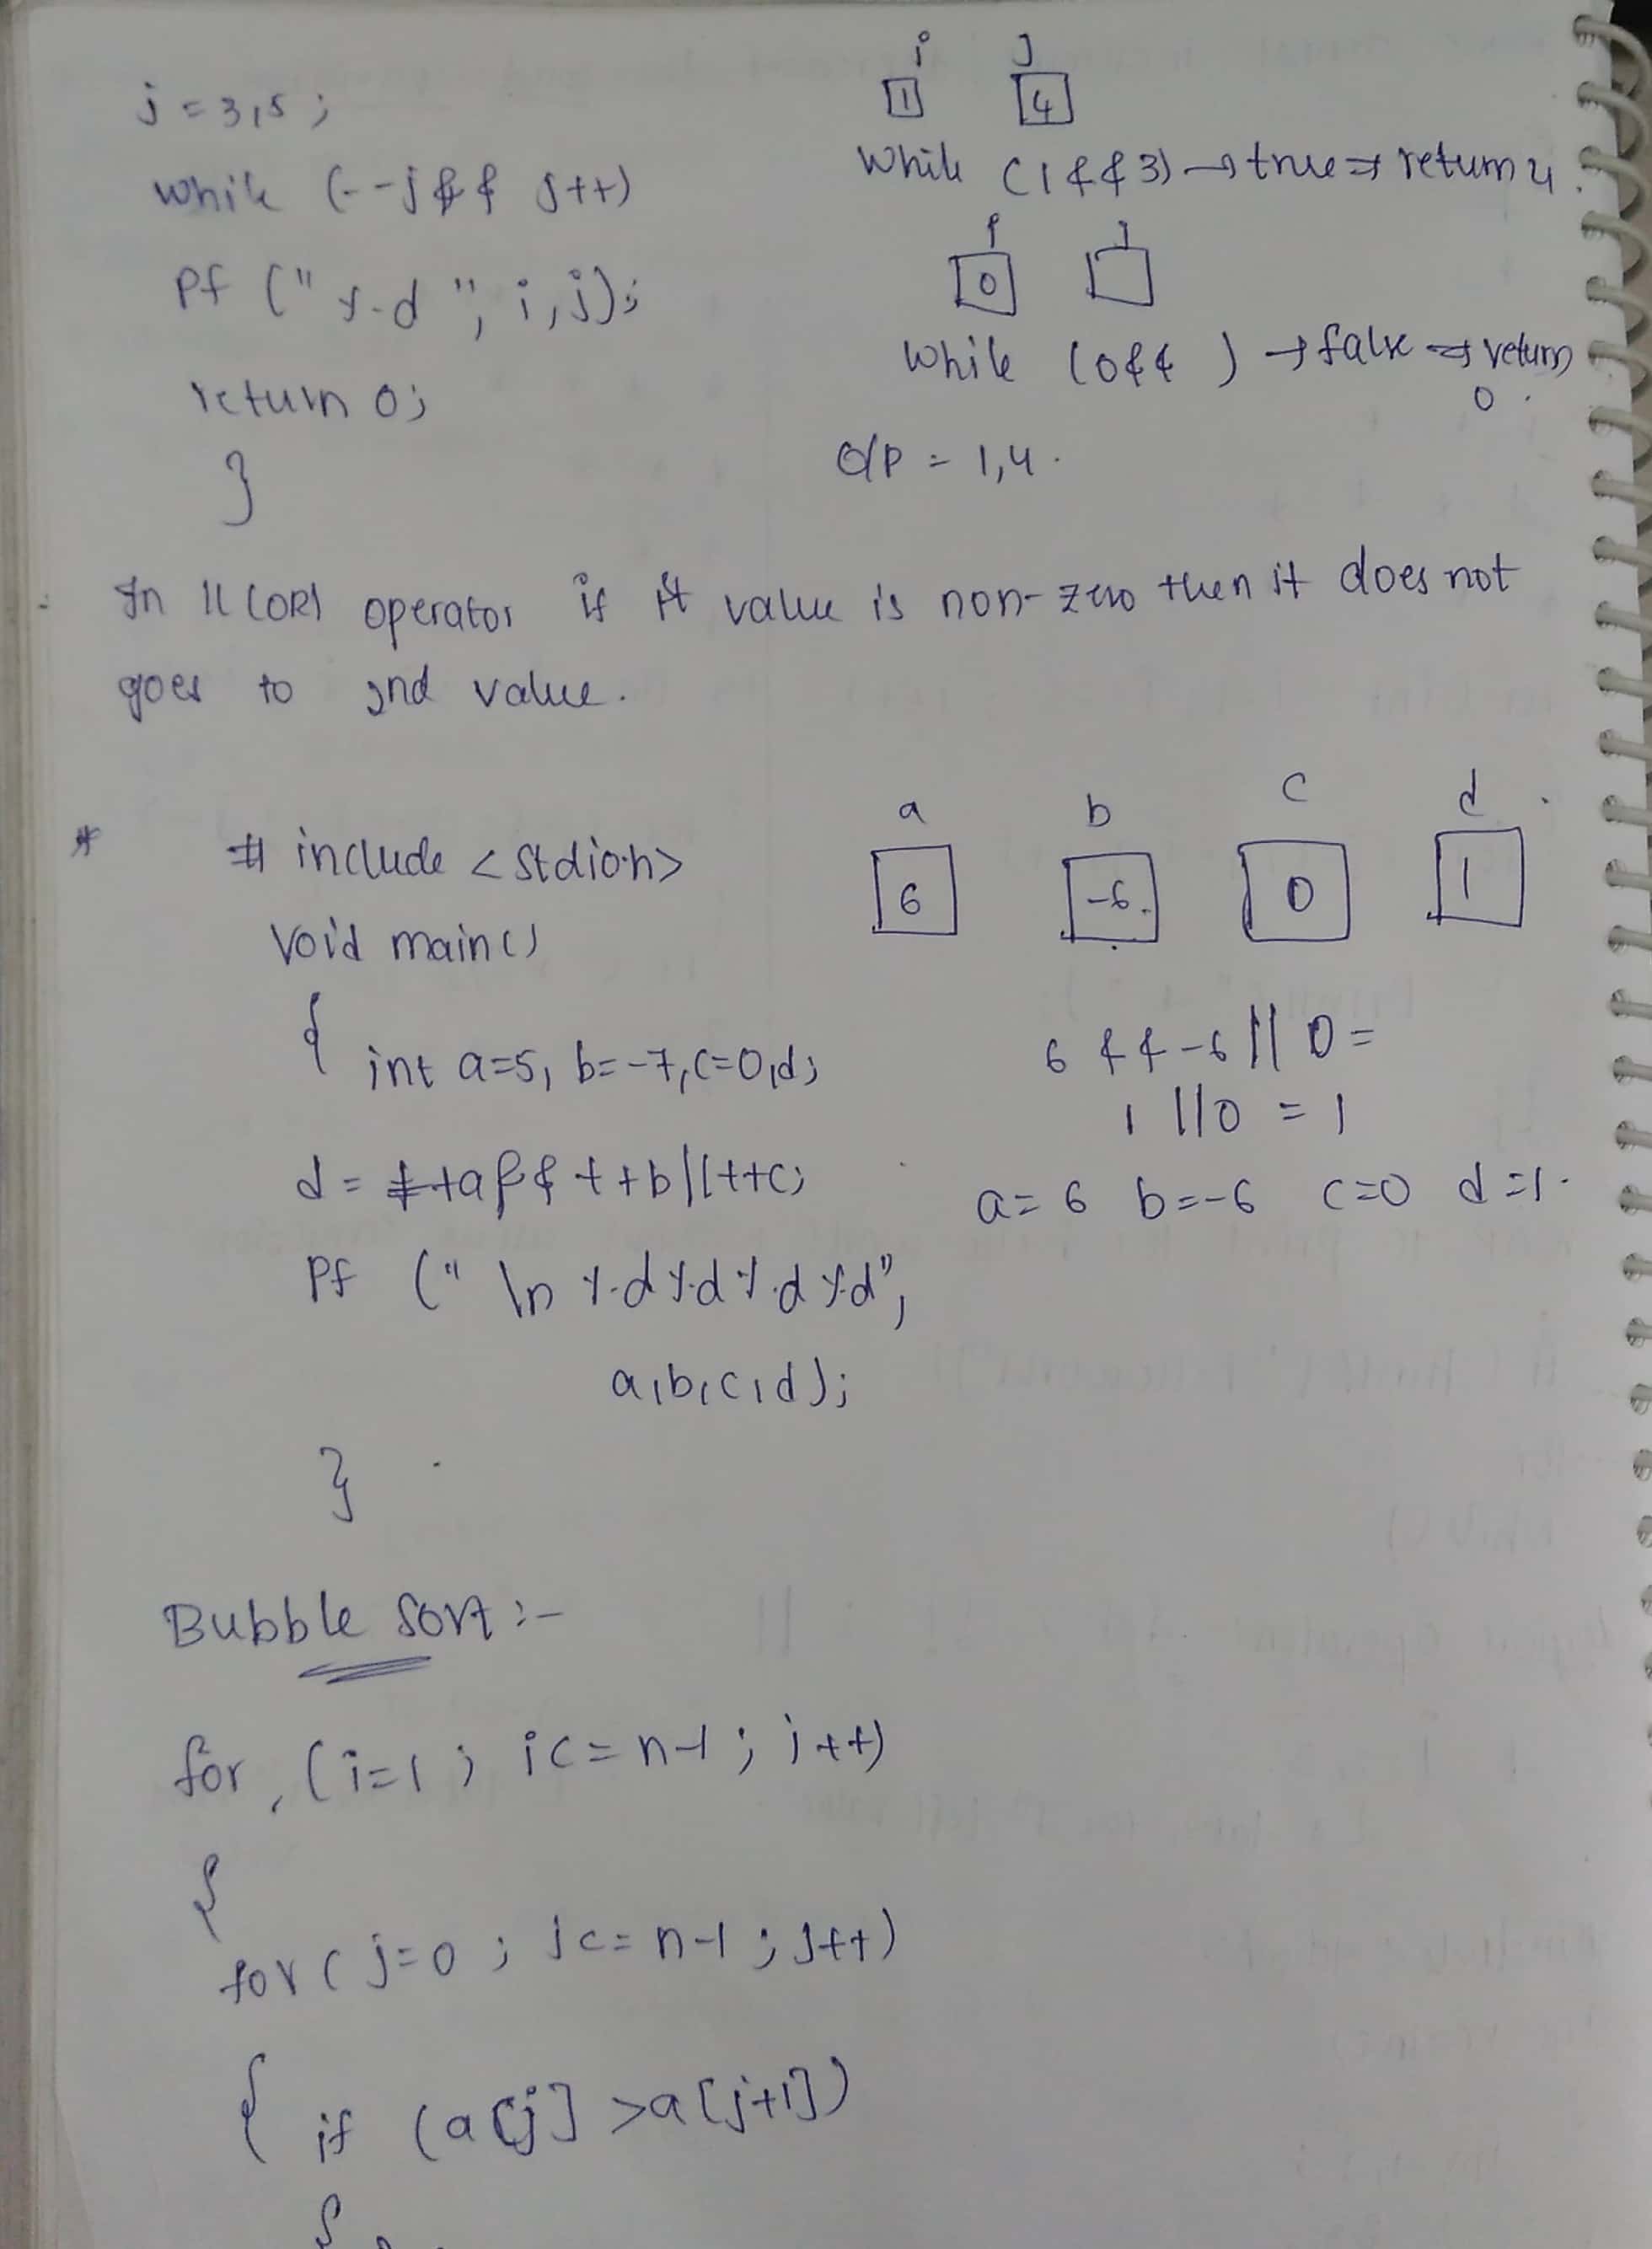 j = 3,5 ;
while (--j && j++)
pf ("%d ", i,j);
return 0;
}
i j
1 4
while (1&&3) → true ⇒ return 4.
i j
0
while (0&& ) → false ⇒ return
0.
O/P = 1,4.
In || (OR) operator if it value is non-zero then it does not
goes to 2nd value.
* # include <stdio.h>
void main()
{ int a=5, b=-7, c=0,d;
d = ++a&& ++b||++c;
pf (" \n %d %d %d %d",
a,b,c,d);
}
a b c d
6 -6 0 1
6 && -6 || 0 =
1 || 0 = 1
a=6 b=-6 c=0 d=1.
Bubble sort :-
for (i=1 ; i<=n-1 ; i++)
{
for ( j=0 ; j<= n-1 ; j++)
{ if (a[j] >a[j+1])
{